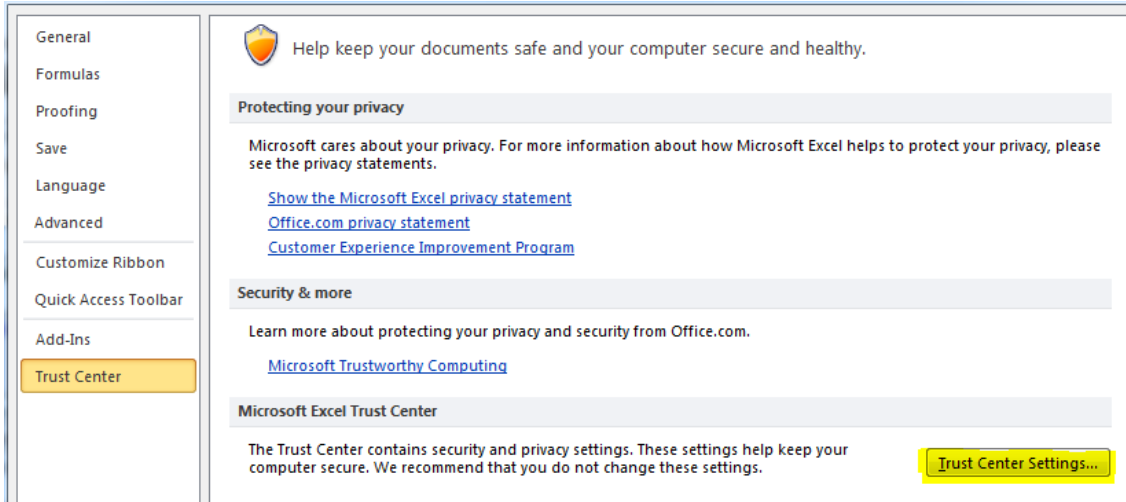 General
Formulas
Proofing
Save
Language
Advanced
Customize Ribbon
Quick Access Toolbar
Add-Ins
Trust Center
Help keep your documents safe and your computer secure and healthy.
Protecting your privacy
Microsoft cares about your privacy. For more information about how Microsoft Excel helps to protect your privacy, please
see the privacy statements.
Show the Microsoft Excel privacy statement
Office.com privacy statement
Customer Experience Improvement Program
Security & more
Learn more about protecting your privacy and security from Office.com.
Microsoft Trustworthy Computing
Microsoft Excel Trust Center
The Trust Center contains security and privacy settings. These settings help keep your
computer secure. We recommend that you do not change these settings.
Trust Center Settings...